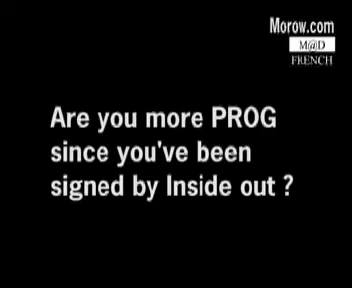 Morow.com
M@D
FRENCH
Are you more PROG
since you've been
signed by Inside out ?